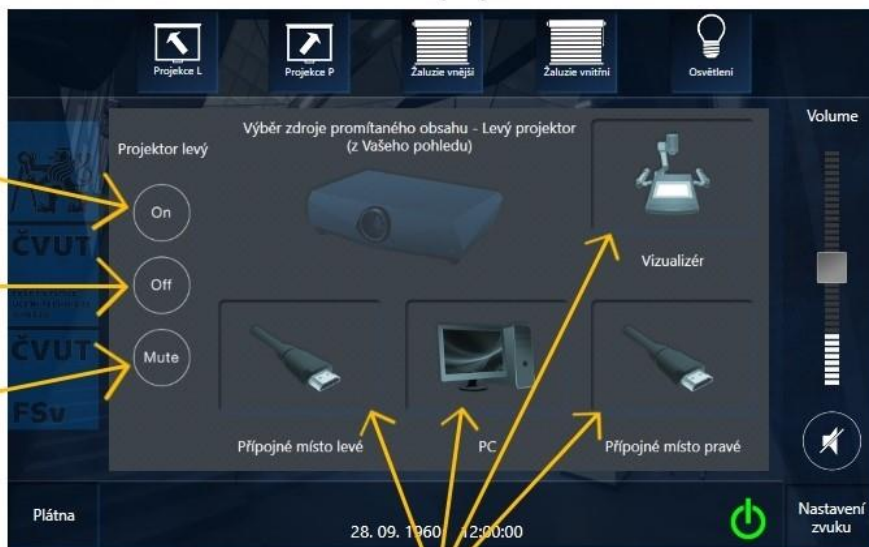 Projekce L
Projekce P
Žaluzie vnější
Žaluzie vnitřní
Osvětlení
Volume
Výběr zdroje promítaného obsahu - Levý projektor
(z Vašeho pohledu)
Projektor levý
On
Off
Mute
Vizualizér
Přípojné místo levé
PC
Přípojné místo pravé
ČVUT
ČVUT
FSv
Plátna
28. 09. 1960 12:00:00
Nastavení
zvuku